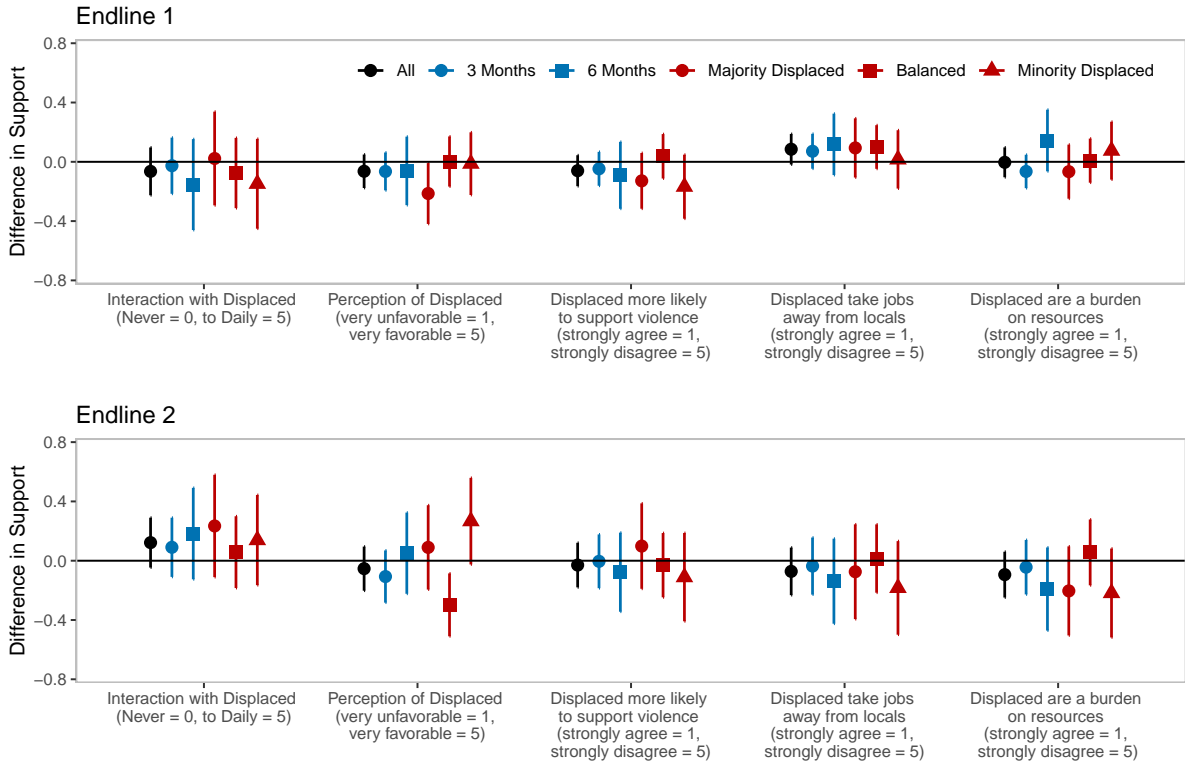 Endline 1
Difference in Support
0.8
0.4
0.0
−0.4
−0.8
All 3 Months 6 Months Majority Displaced Balanced Minority Displaced
Interaction with Displaced
(Never = 0, to Daily = 5)
Perception of Displaced
(very unfavorable = 1,
very favorable = 5)
Displaced more likely
to support violence
(strongly agree = 1,
strongly disagree = 5)
Displaced take jobs
away from locals
(strongly agree = 1,
strongly disagree = 5)
Displaced are a burden
on resources
(strongly agree = 1,
strongly disagree = 5)
Endline 2
Difference in Support
0.8
0.4
0.0
−0.4
−0.8
Interaction with Displaced
(Never = 0, to Daily = 5)
Perception of Displaced
(very unfavorable = 1,
very favorable = 5)
Displaced more likely
to support violence
(strongly agree = 1,
strongly disagree = 5)
Displaced take jobs
away from locals
(strongly agree = 1,
strongly disagree = 5)
Displaced are a burden
on resources
(strongly agree = 1,
strongly disagree = 5)